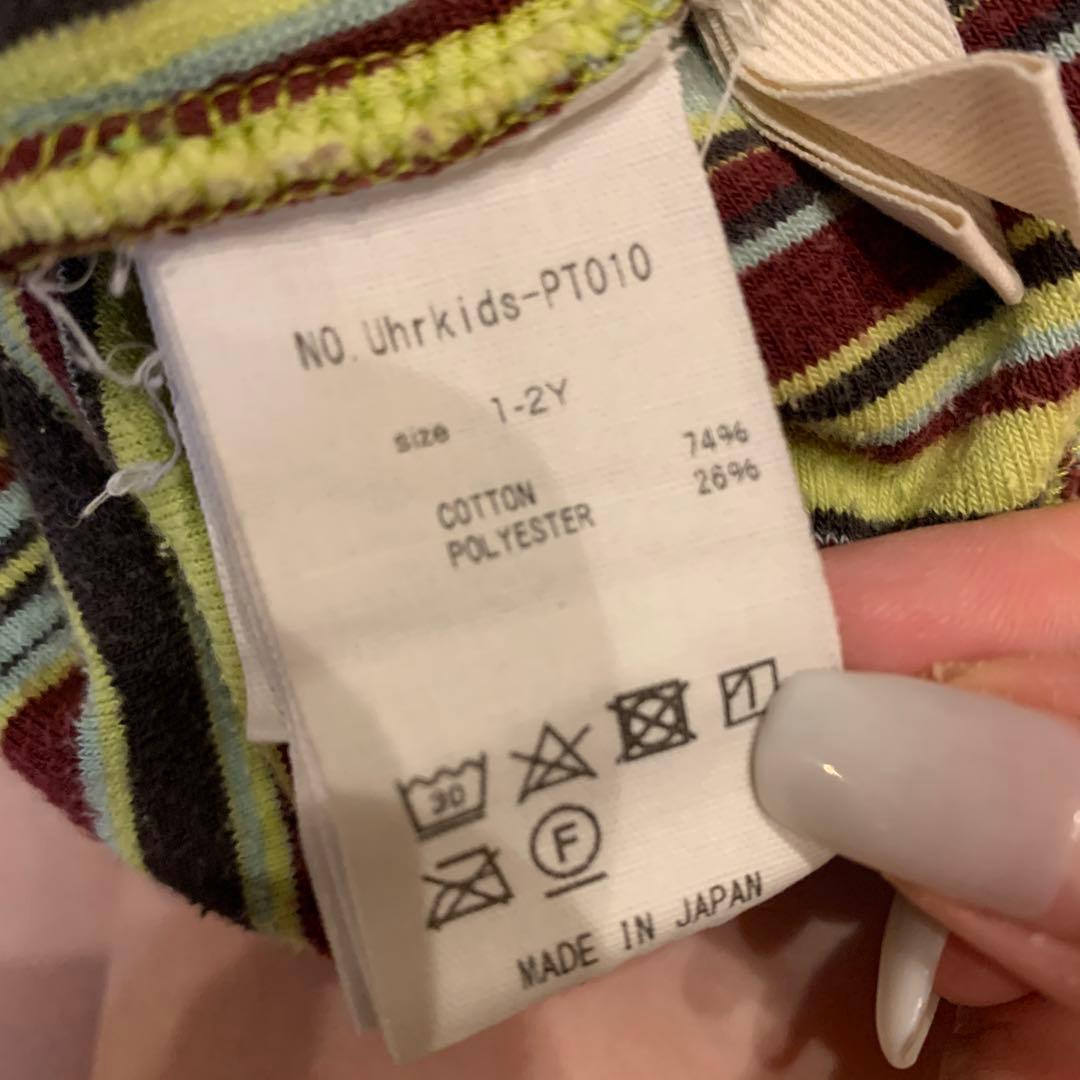 NO. Uhrkids-PT010
size 1-2Y
COTTON 74%
POLYESTER 26%
30
F
MADE IN JAPAN